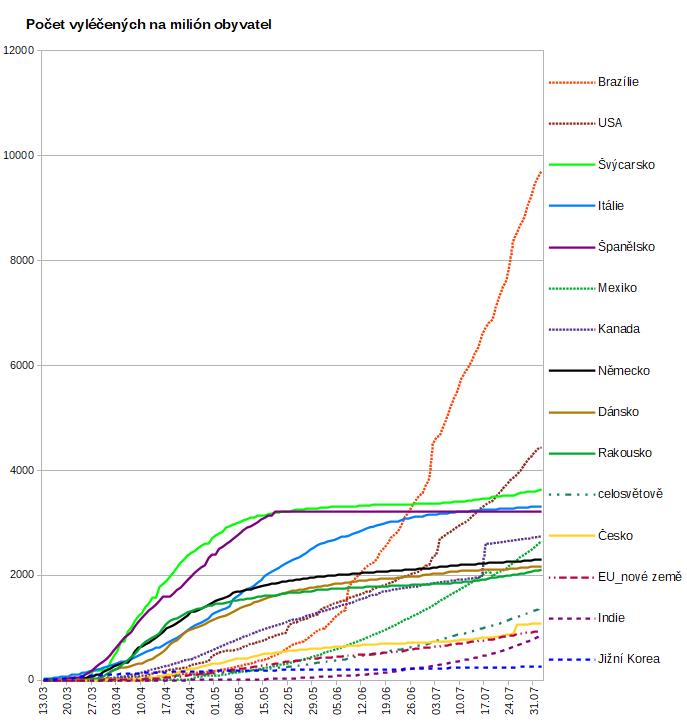 Počet vyléčených na milión obyvatel
12000
10000
8000
6000
4000
2000
0
13.03
20.03
27.03
03.04
10.04
17.04
24.04
01.05
08.05
15.05
22.05
29.05
05.06
12.06
19.06
26.06
03.07
10.07
17.07
24.07
31.07
Brazílie
USA
Švýcarsko
Itálie
Španělsko
Mexiko
Kanada
Německo
Dánsko
Rakousko
celosvětově
Česko
EU_nové země
Indie
Jižní Korea